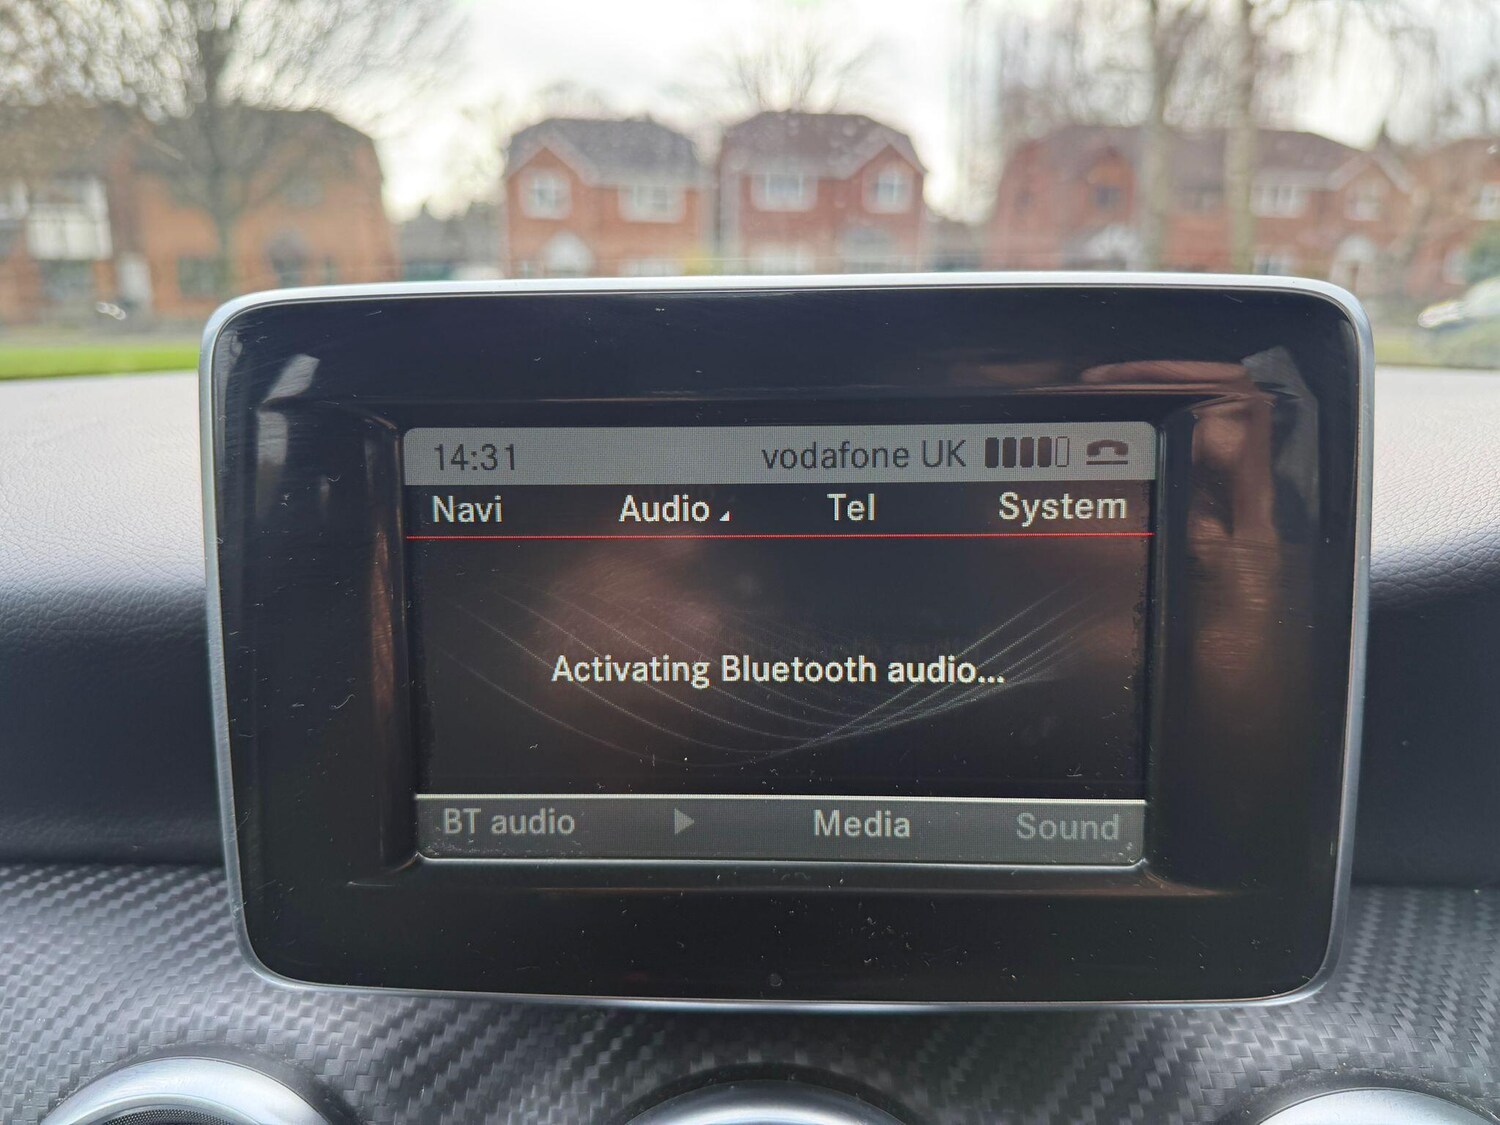 14:31 vodafone UK
Navi Audio Tel System
Activating Bluetooth audio...
BT audio Media Sound